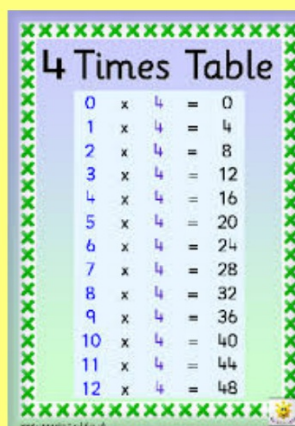 4 Times Table
0 x 4 = 0
1 x 4 = 4
2 x 4 = 8
3 x 4 = 12
4 x 4 = 16
5 x 4 = 20
6 x 4 = 24
7 x 4 = 28
8 x 4 = 32
9 x 4 = 36
10 x 4 = 40
11 x 4 = 44
12 x 4 = 48